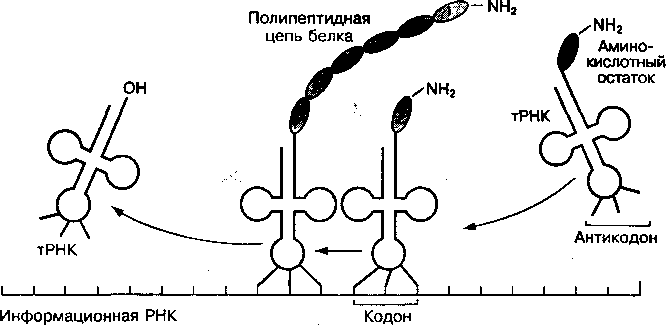 Полипептидная
цепь белка
NH₂
NH₂
Амино-
кислотный
остаток
OH
NH₂
тРНК
тРНК
Антикодон
Информационная РНК
Кодон